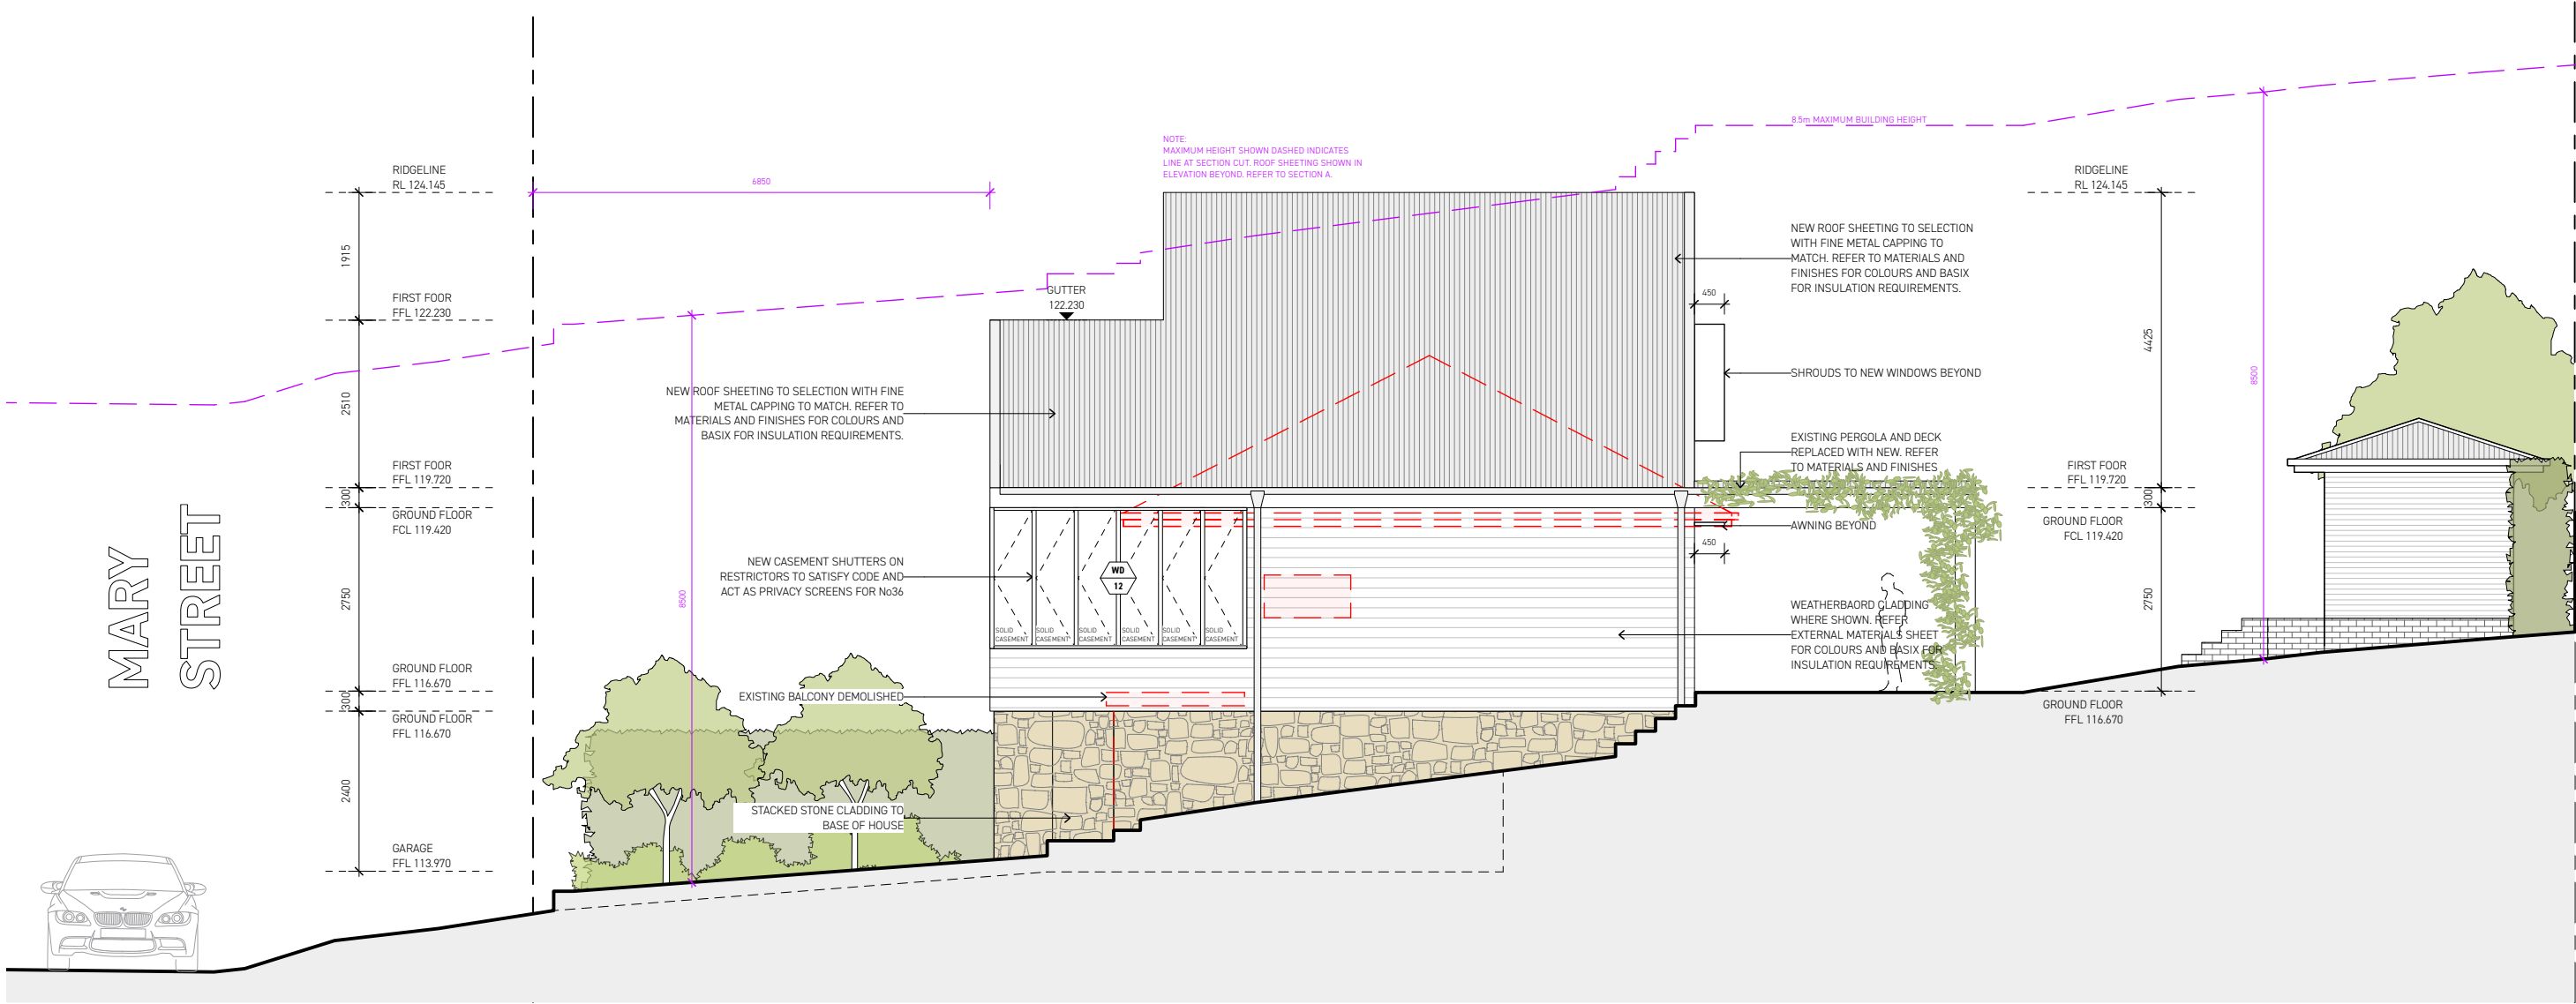 MARY
STREET
RIDGELINE
RL 124.145
1915
FIRST FOOR
FFL 122.230
2510
FIRST FOOR
FFL 119.720
300
GROUND FLOOR
FCL 119.420
2750
GROUND FLOOR
FFL 116.670
300
GROUND FLOOR
FFL 116.670
2400
GARAGE
FFL 113.970
6850
8500
NOTE:
MAXIMUM HEIGHT SHOWN DASHED INDICATES
LINE AT SECTION CUT. ROOF SHEETING SHOWN IN
ELEVATION BEYOND. REFER TO SECTION A.
GUTTER
122.230
NEW ROOF SHEETING TO SELECTION WITH FINE
METAL CAPPING TO MATCH. REFER TO
MATERIALS AND FINISHES FOR COLOURS AND
BASIX FOR INSULATION REQUIREMENTS.
NEW CASEMENT SHUTTERS ON
RESTRICTORS TO SATISFY CODE AND
ACT AS PRIVACY SCREENS FOR No36
WD
12
SOLID
CASEMENT
SOLID
CASEMENT
SOLID
CASEMENT
SOLID
CASEMENT
SOLID
CASEMENT
SOLID
CASEMENT
EXISTING BALCONY DEMOLISHED
STACKED STONE CLADDING TO
BASE OF HOUSE
8.5m MAXIMUM BUILDING HEIGHT
NEW ROOF SHEETING TO SELECTION
WITH FINE METAL CAPPING TO
MATCH. REFER TO MATERIALS AND
FINISHES FOR COLOURS AND BASIX
FOR INSULATION REQUIREMENTS.
450
SHROUDS TO NEW WINDOWS BEYOND
EXISTING PERGOLA AND DECK
REPLACED WITH NEW. REFER
TO MATERIALS AND FINISHES
AWNING BEYOND
450
WEATHERBAORD CLADDING
WHERE SHOWN. REFER
EXTERNAL MATERIALS SHEET
FOR COLOURS AND BASIX FOR
INSULATION REQUIREMENTS.
RIDGELINE
RL 124.145
4425
FIRST FOOR
FFL 119.720
300
GROUND FLOOR
FCL 119.420
2750
GROUND FLOOR
FFL 116.670
8500